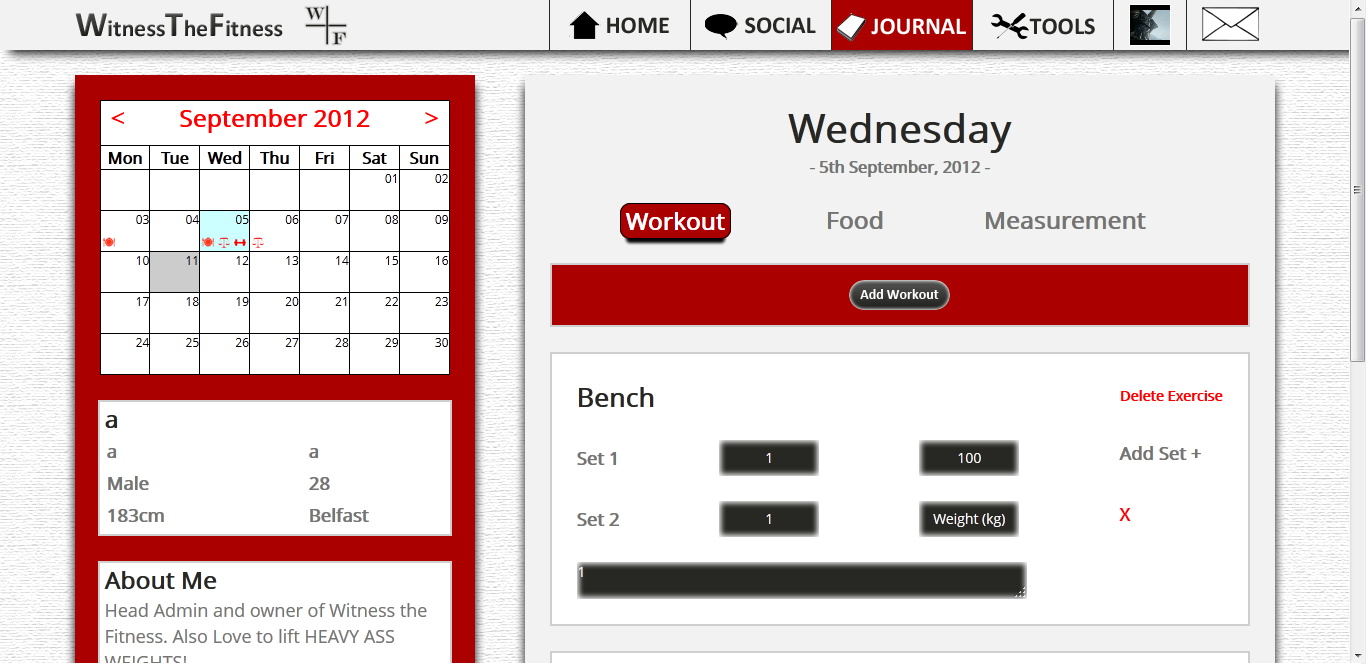 WitnessTheFitness W F HOME SOCIAL JOURNAL TOOLS
< September 2012 >
Mon Tue Wed Thu Fri Sat Sun
01 02
03 04 05 06 07 08 09
10 11 12 13 14 15 16
17 18 19 20 21 22 23
24 25 26 27 28 29 30
a
a a
Male 28
183cm Belfast
About Me
Head Admin and owner of Witness the
Fitness. Also Love to lift HEAVY ASS
WEIGHTS!
Wednesday
- 5th September, 2012 -
Workout Food Measurement
Add Workout
Bench Delete Exercise
Set 1 1 100 Add Set +
Set 2 1 Weight (kg) X
1